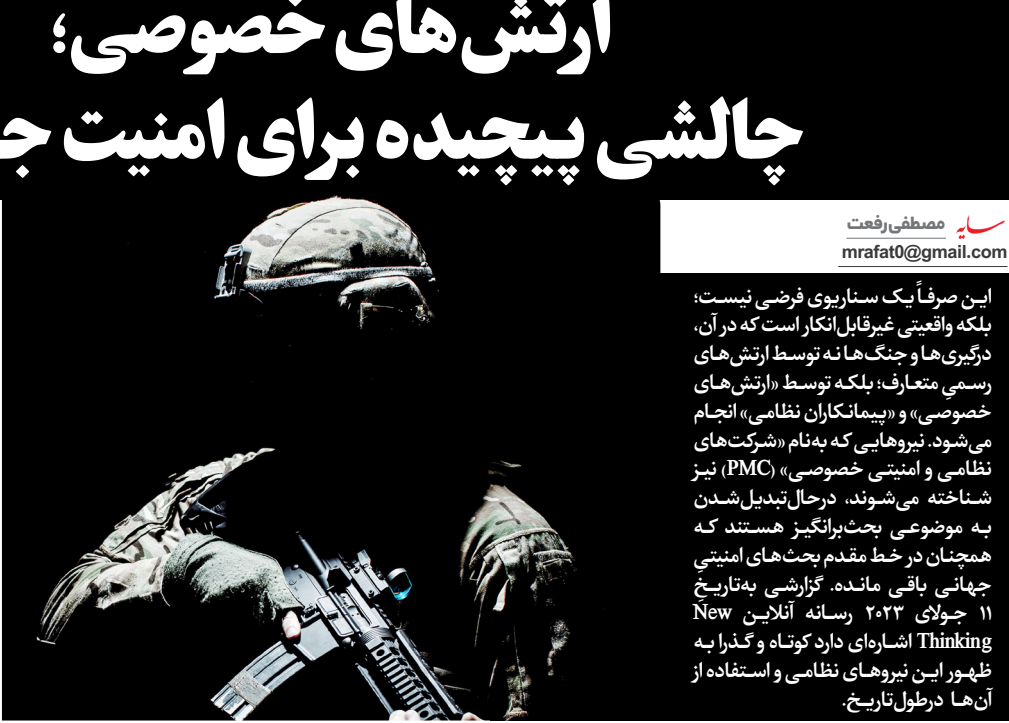 ارتش‌های خصوصی؛
چالشی پیچیده برای امنیت
سایه مصطفی رفعت
mrafat0@gmail.com
این صرفاً یک سناریوی فرضی نیست؛
بلکه واقعیتی غیرقابل‌انکار است که در آن،
درگیری‌ها و جنگ‌ها نه توسط ارتش‌های
رسمیِ متعارف؛ بلکه توسط «ارتش‌های
خصوصی» و «پیمانکاران نظامی» انجام
می‌شود. نیروهایی که به‌نام «شرکت‌های
نظامی و امنیتی خصوصی» (PMC) نیز
شناخته می‌شوند، درحال‌تبدیل‌شدن
به موضوعی بحث‌برانگیز هستند که
همچنان در خط مقدم بحث‌های امنیتیِ
جهانی باقی مانده. گزارشی به‌تاریخِ
۱۱ جولای ۲۰۲۳ رسانه آنلاین New
Thinking اشاره‌ای دارد کوتاه و گذرا به
ظهور این نیروهای نظامی و استفاده از
آن‌ها درطول‌تاریخ.